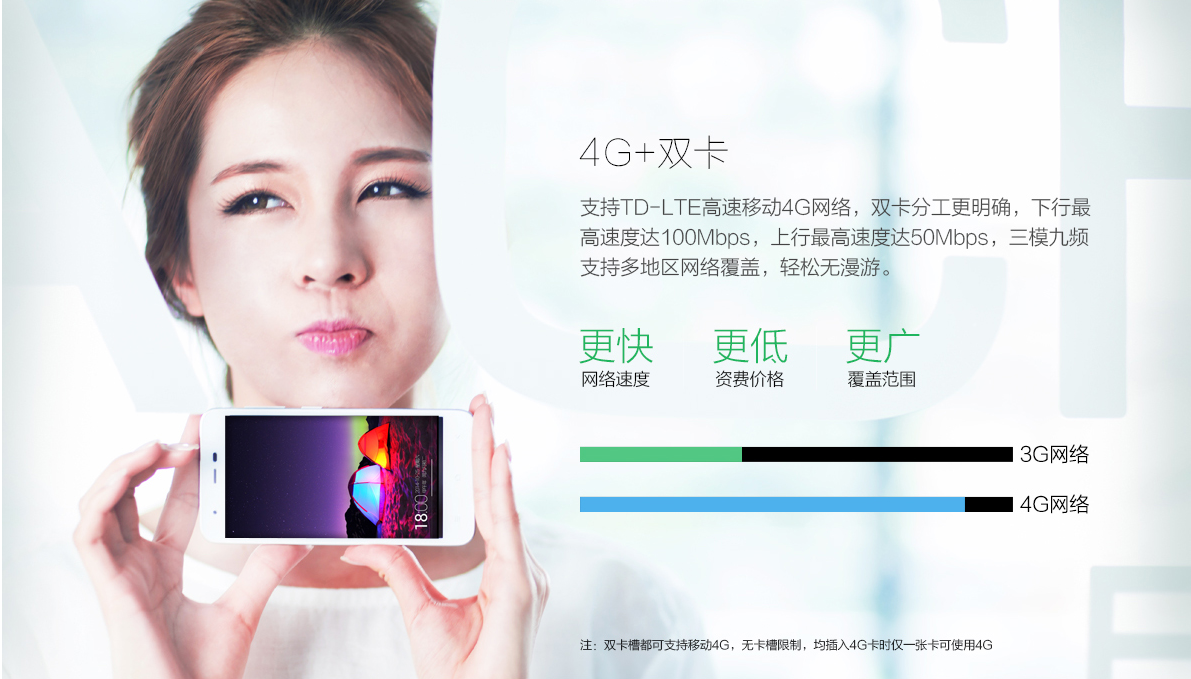 4G+双卡
支持TD-LTE高速移动4G网络，双卡分工更明确，下行最
高速度达100Mbps，上行最高速度达50Mbps，三模九频
支持多地区网络覆盖，轻松无漫游。
更快 更低 更广
网络速度 资费价格 覆盖范围
3G网络
4G网络
18:00
注：双卡槽都可支持移动4G，无卡槽限制，均插入4G卡时仅一张卡可使用4G